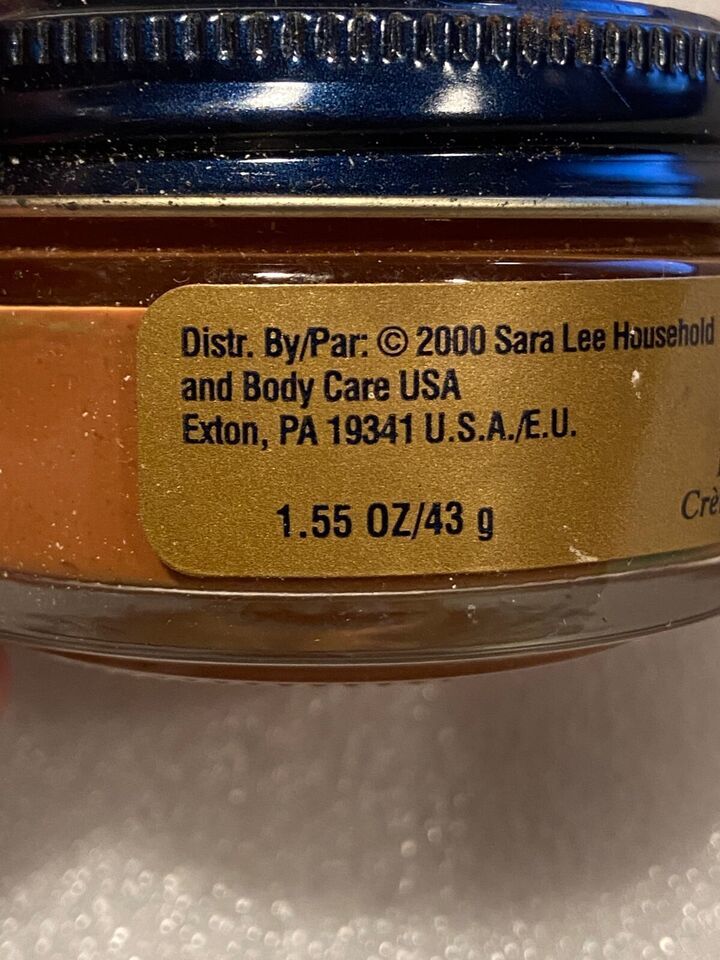 Distr. By/Par: © 2000 Sara Lee Household
and Body Care USA
Exton, PA 19341 U.S.A./E.U.
1.55 OZ/43 g